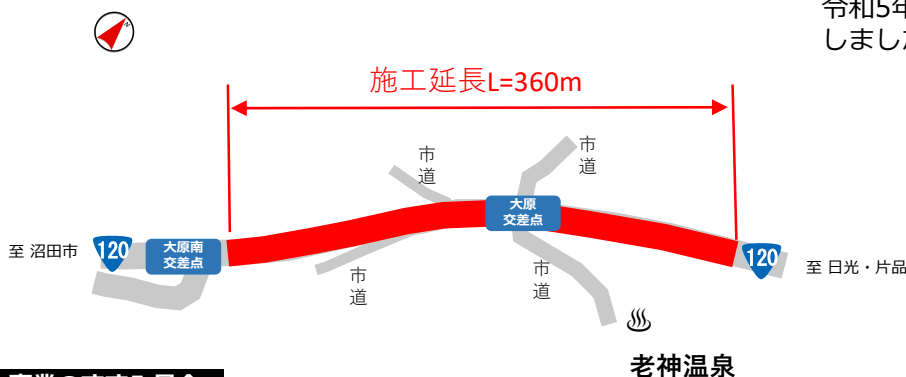 令和5年
しました
N
施工延長L=360m
市道
市道
大原
交差点
至 沼田市
120
大原南
交差点
市道
市道
120
至 日光・片品
老神温泉